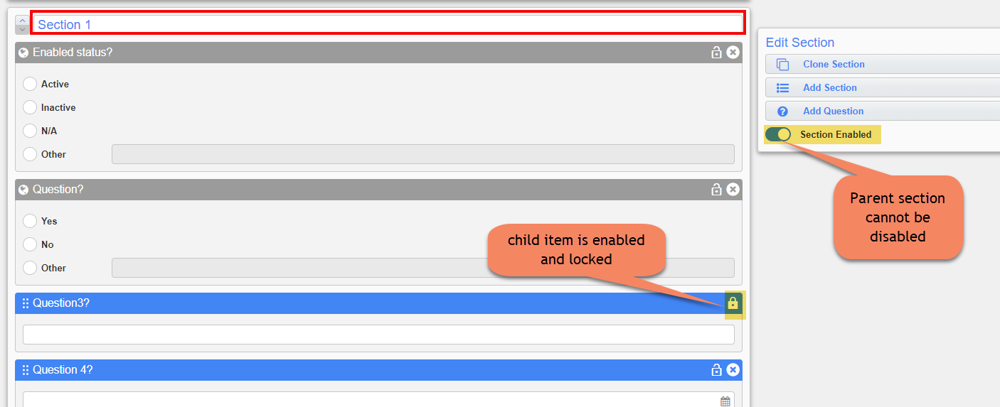 Section 1
Enabled status?
Active
Inactive
N/A
Other
Question?
Yes
No
Other
Question3?
Question 4?
child item is enabled
and locked
Edit Section
Clone Section
Add Section
Add Question
Section Enabled
Parent section
cannot be
disabled